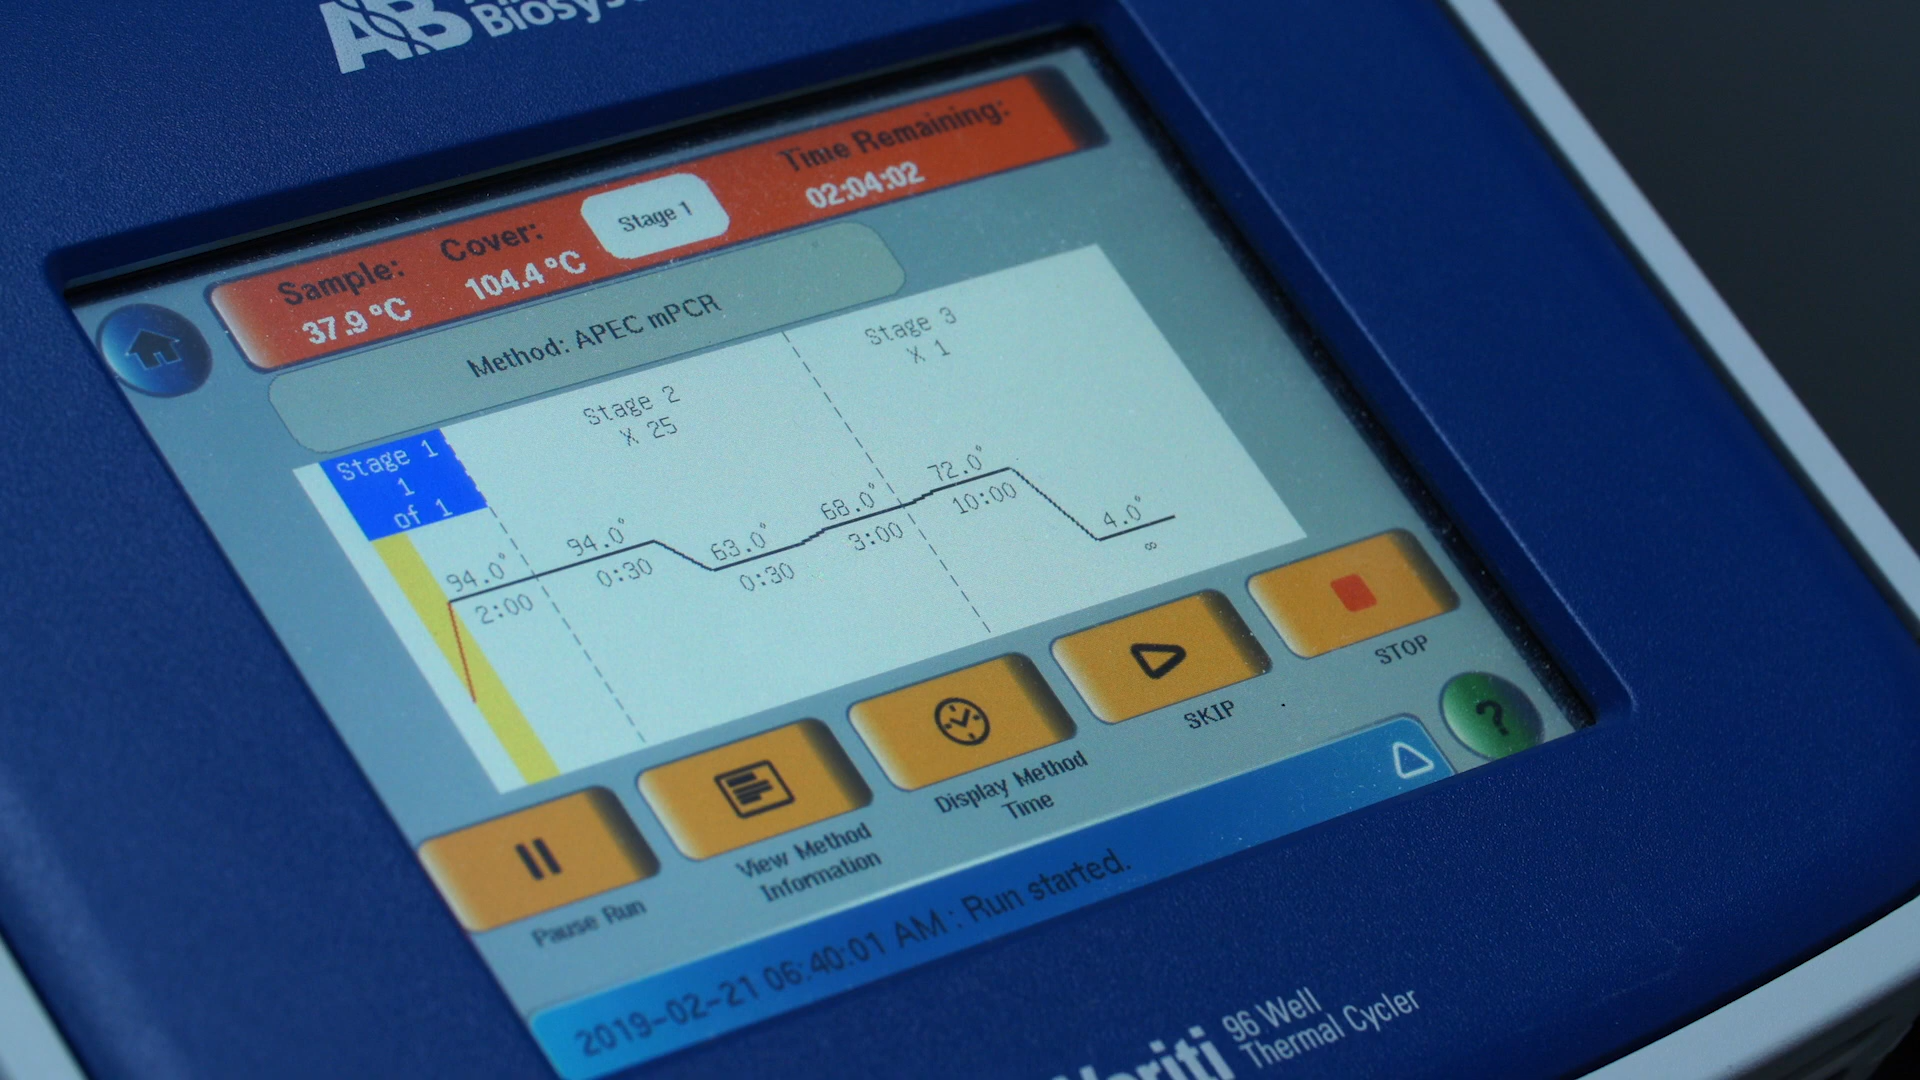 AB
Sample:
37.9°C
Cover:
104.4°C
Stage 1
Time Remaining:
02:04:02
Method: APEC mPCR
Stage 1
1
of 1
Stage 2
X 25
Stage 3
X 1
94.0°
2:00
94.0°
0:30
63.0°
0:30
68.0°
3:00
72.0°
10:00
4.0°
∞
Pause Run
View Method
Information
Display Method
Time
SKIP
STOP
?
2019-02-21 06:40:01 AM : Run started.
Veriti
96 Well
Thermal Cycler